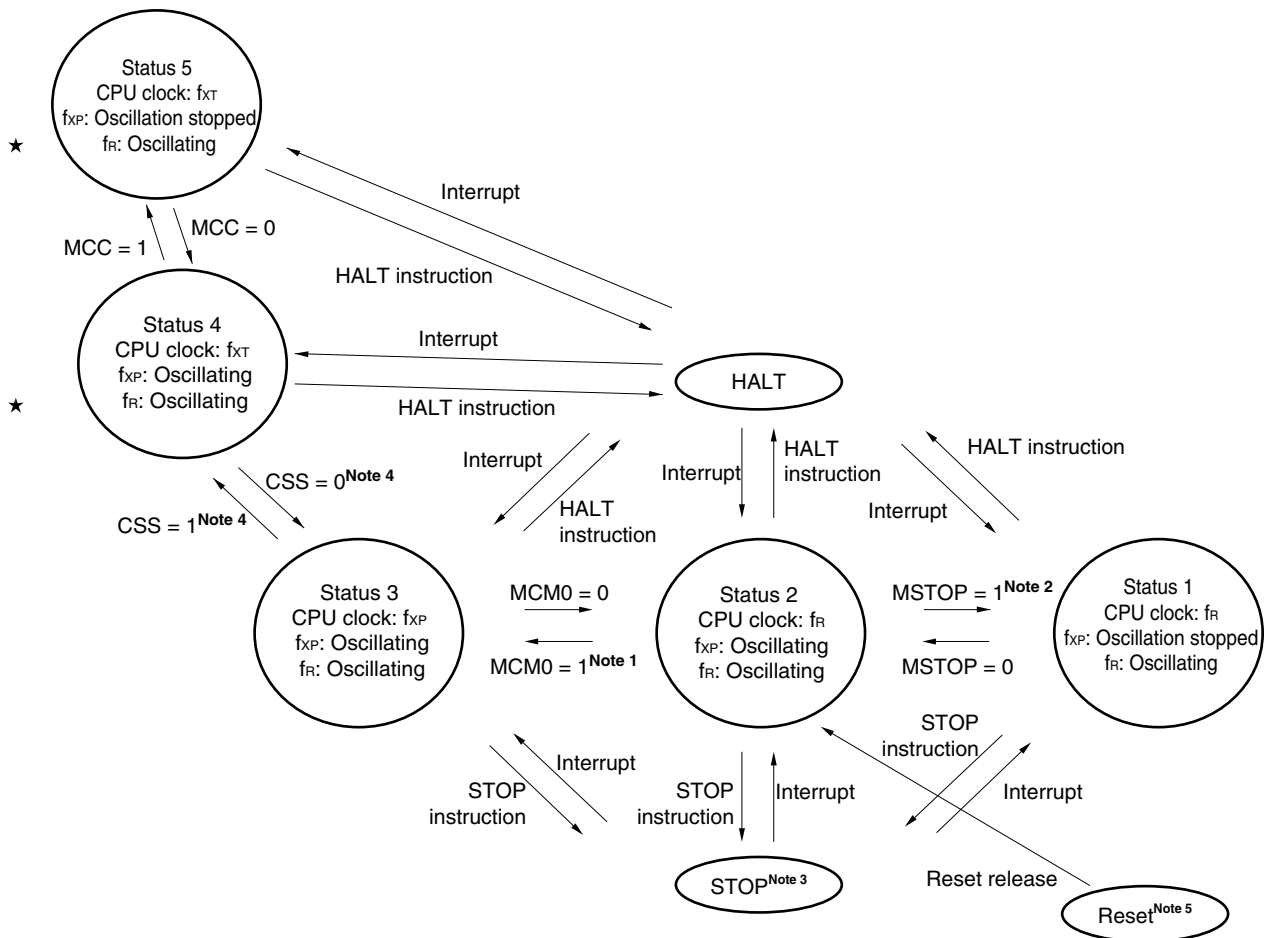 Status 5
CPU clock: fXT
fXP: Oscillation stopped
★
fR: Oscillating
Interrupt
MCC = 0
MCC = 1
HALT instruction
Status 4
CPU clock: fXT
fXP: Oscillating
fR: Oscillating
★
Interrupt
HALT
HALT instruction
Interrupt
HALT
instruction
Interrupt
HALT
instruction
HALT instruction
Interrupt
CSS = 0Note 4
CSS = 1Note 4
Status 3
CPU clock: fXP
fXP: Oscillating
fR: Oscillating
MCM0 = 0
MCM0 = 1Note 1
Status 2
CPU clock: fR
fXP: Oscillating
fR: Oscillating
MSTOP = 1Note 2
MSTOP = 0
Status 1
CPU clock: fR
fXP: Oscillation stopped
fR: Oscillating
STOP
instruction
Interrupt
STOP
instruction
Interrupt
STOP
instruction
Interrupt
STOPNote 3
Reset release
ResetNote 5